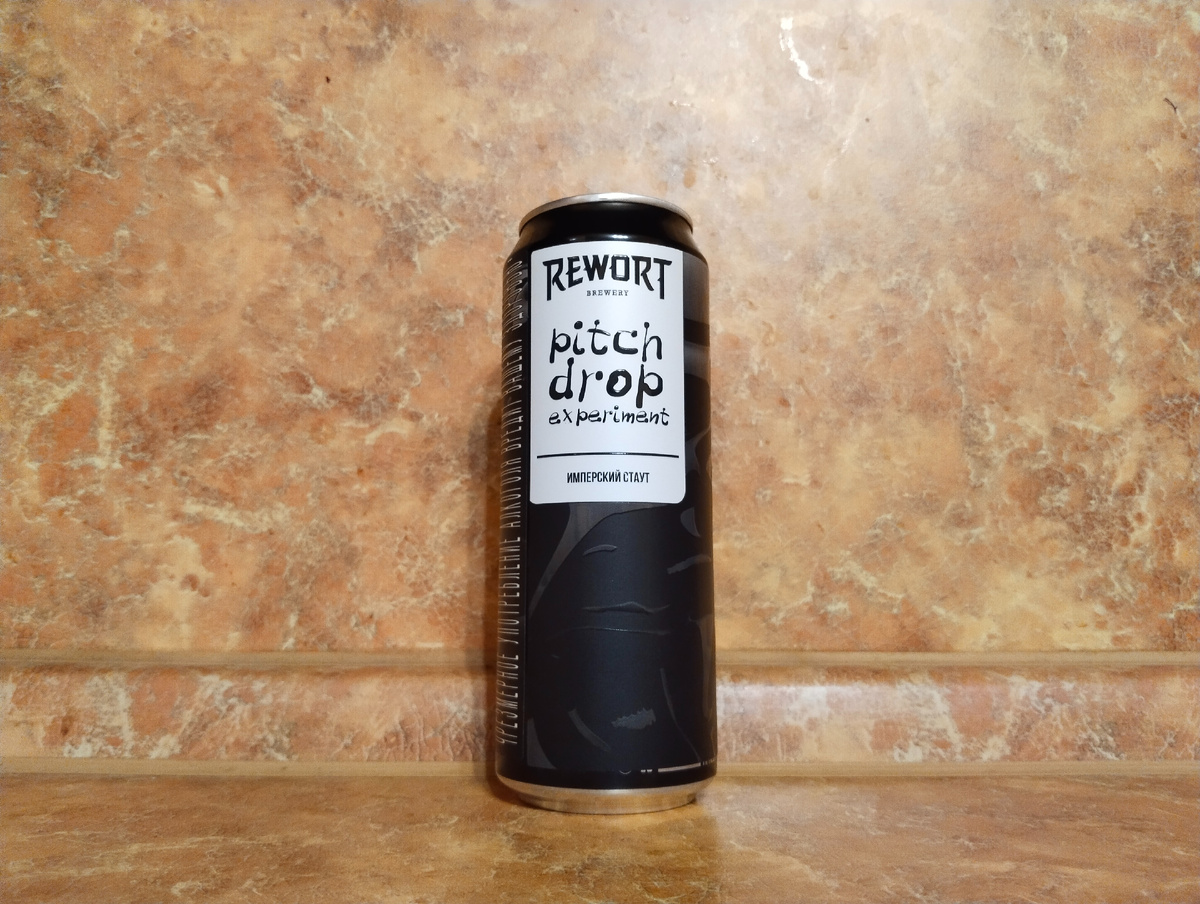 REWORT
BREWERY
pitch
drop
experiment
ИМПЕРСКИЙ СТАУТ
ЧРЕЗМЕРНОЕ УПОТРЕБЛЕНИЕ АЛКОГОЛЯ ВРЕДИТ ВАШЕМУ ЗДОРОВЬЮ